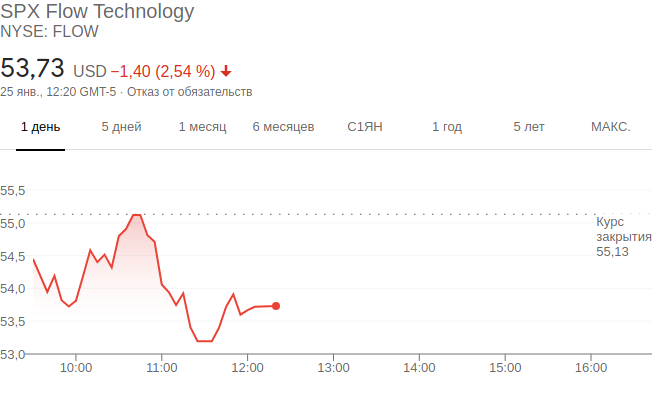 SPX Flow Technology
NYSE: FLOW
53,73 USD −1,40 (2,54 %)
25 янв., 12:20 GMT-5 · Отказ от обязательств
1 день 5 дней 1 месяц 6 месяцев С1ЯН 1 год 5 лет МАКС.
55,5
55,0
54,5
54,0
53,5
53,0
Курс
закрытия
55,13
10:00 11:00 12:00 13:00 14:00 15:00 16:00